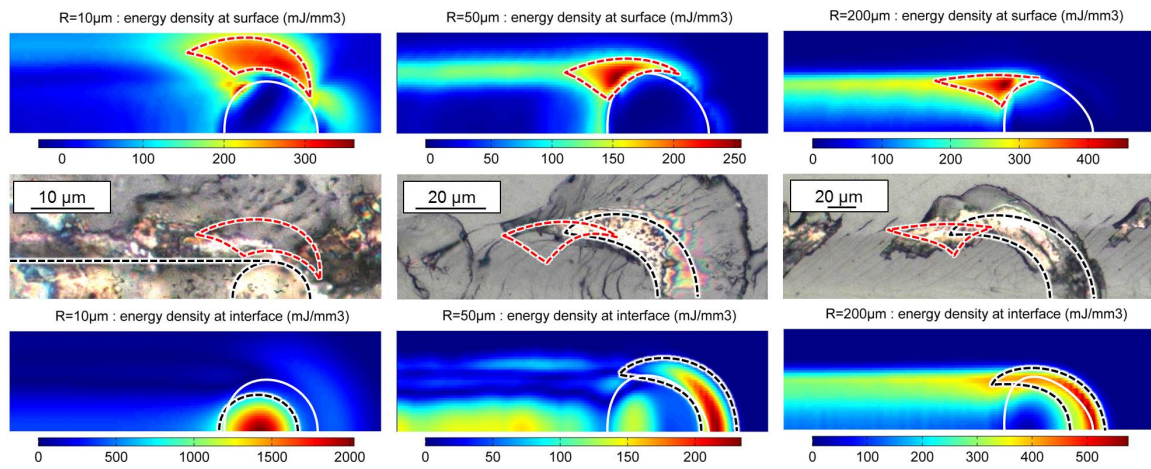 R=10µm : energy density at surface (mJ/mm3)
R=50µm : energy density at surface (mJ/mm3)
R=200µm : energy density at surface (mJ/mm3)
0 100 200 300
0 50 100 150 200 250
0 100 200 300 400
10 µm
20 µm
20 µm
R=10µm : energy density at interface (mJ/mm3)
R=50µm : energy density at interface (mJ/mm3)
R=200µm : energy density at interface (mJ/mm3)
0 500 1000 1500 2000
0 50 100 150 200
0 100 200 300 400 500